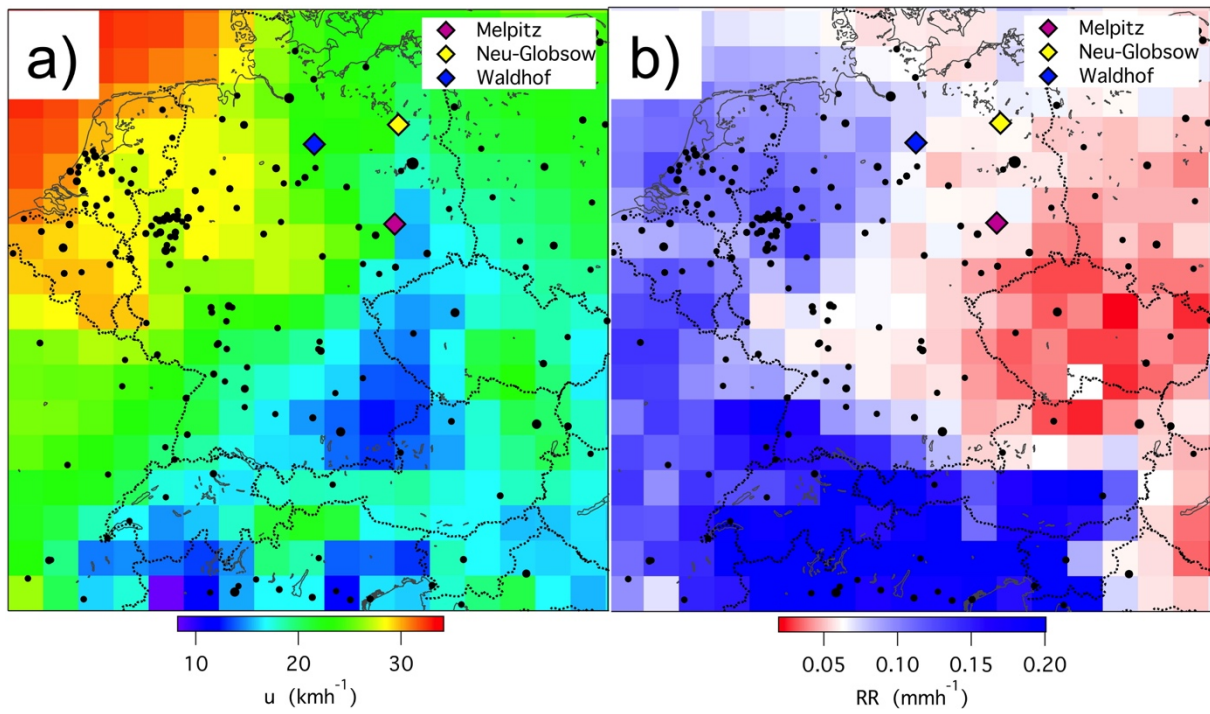 a)
Melpitz
Neu-Globsow
Waldhof
b)
Melpitz
Neu-Globsow
Waldhof
10 20 30
u (kmh⁻¹)
0.05 0.10 0.15 0.20
RR (mmh⁻¹)